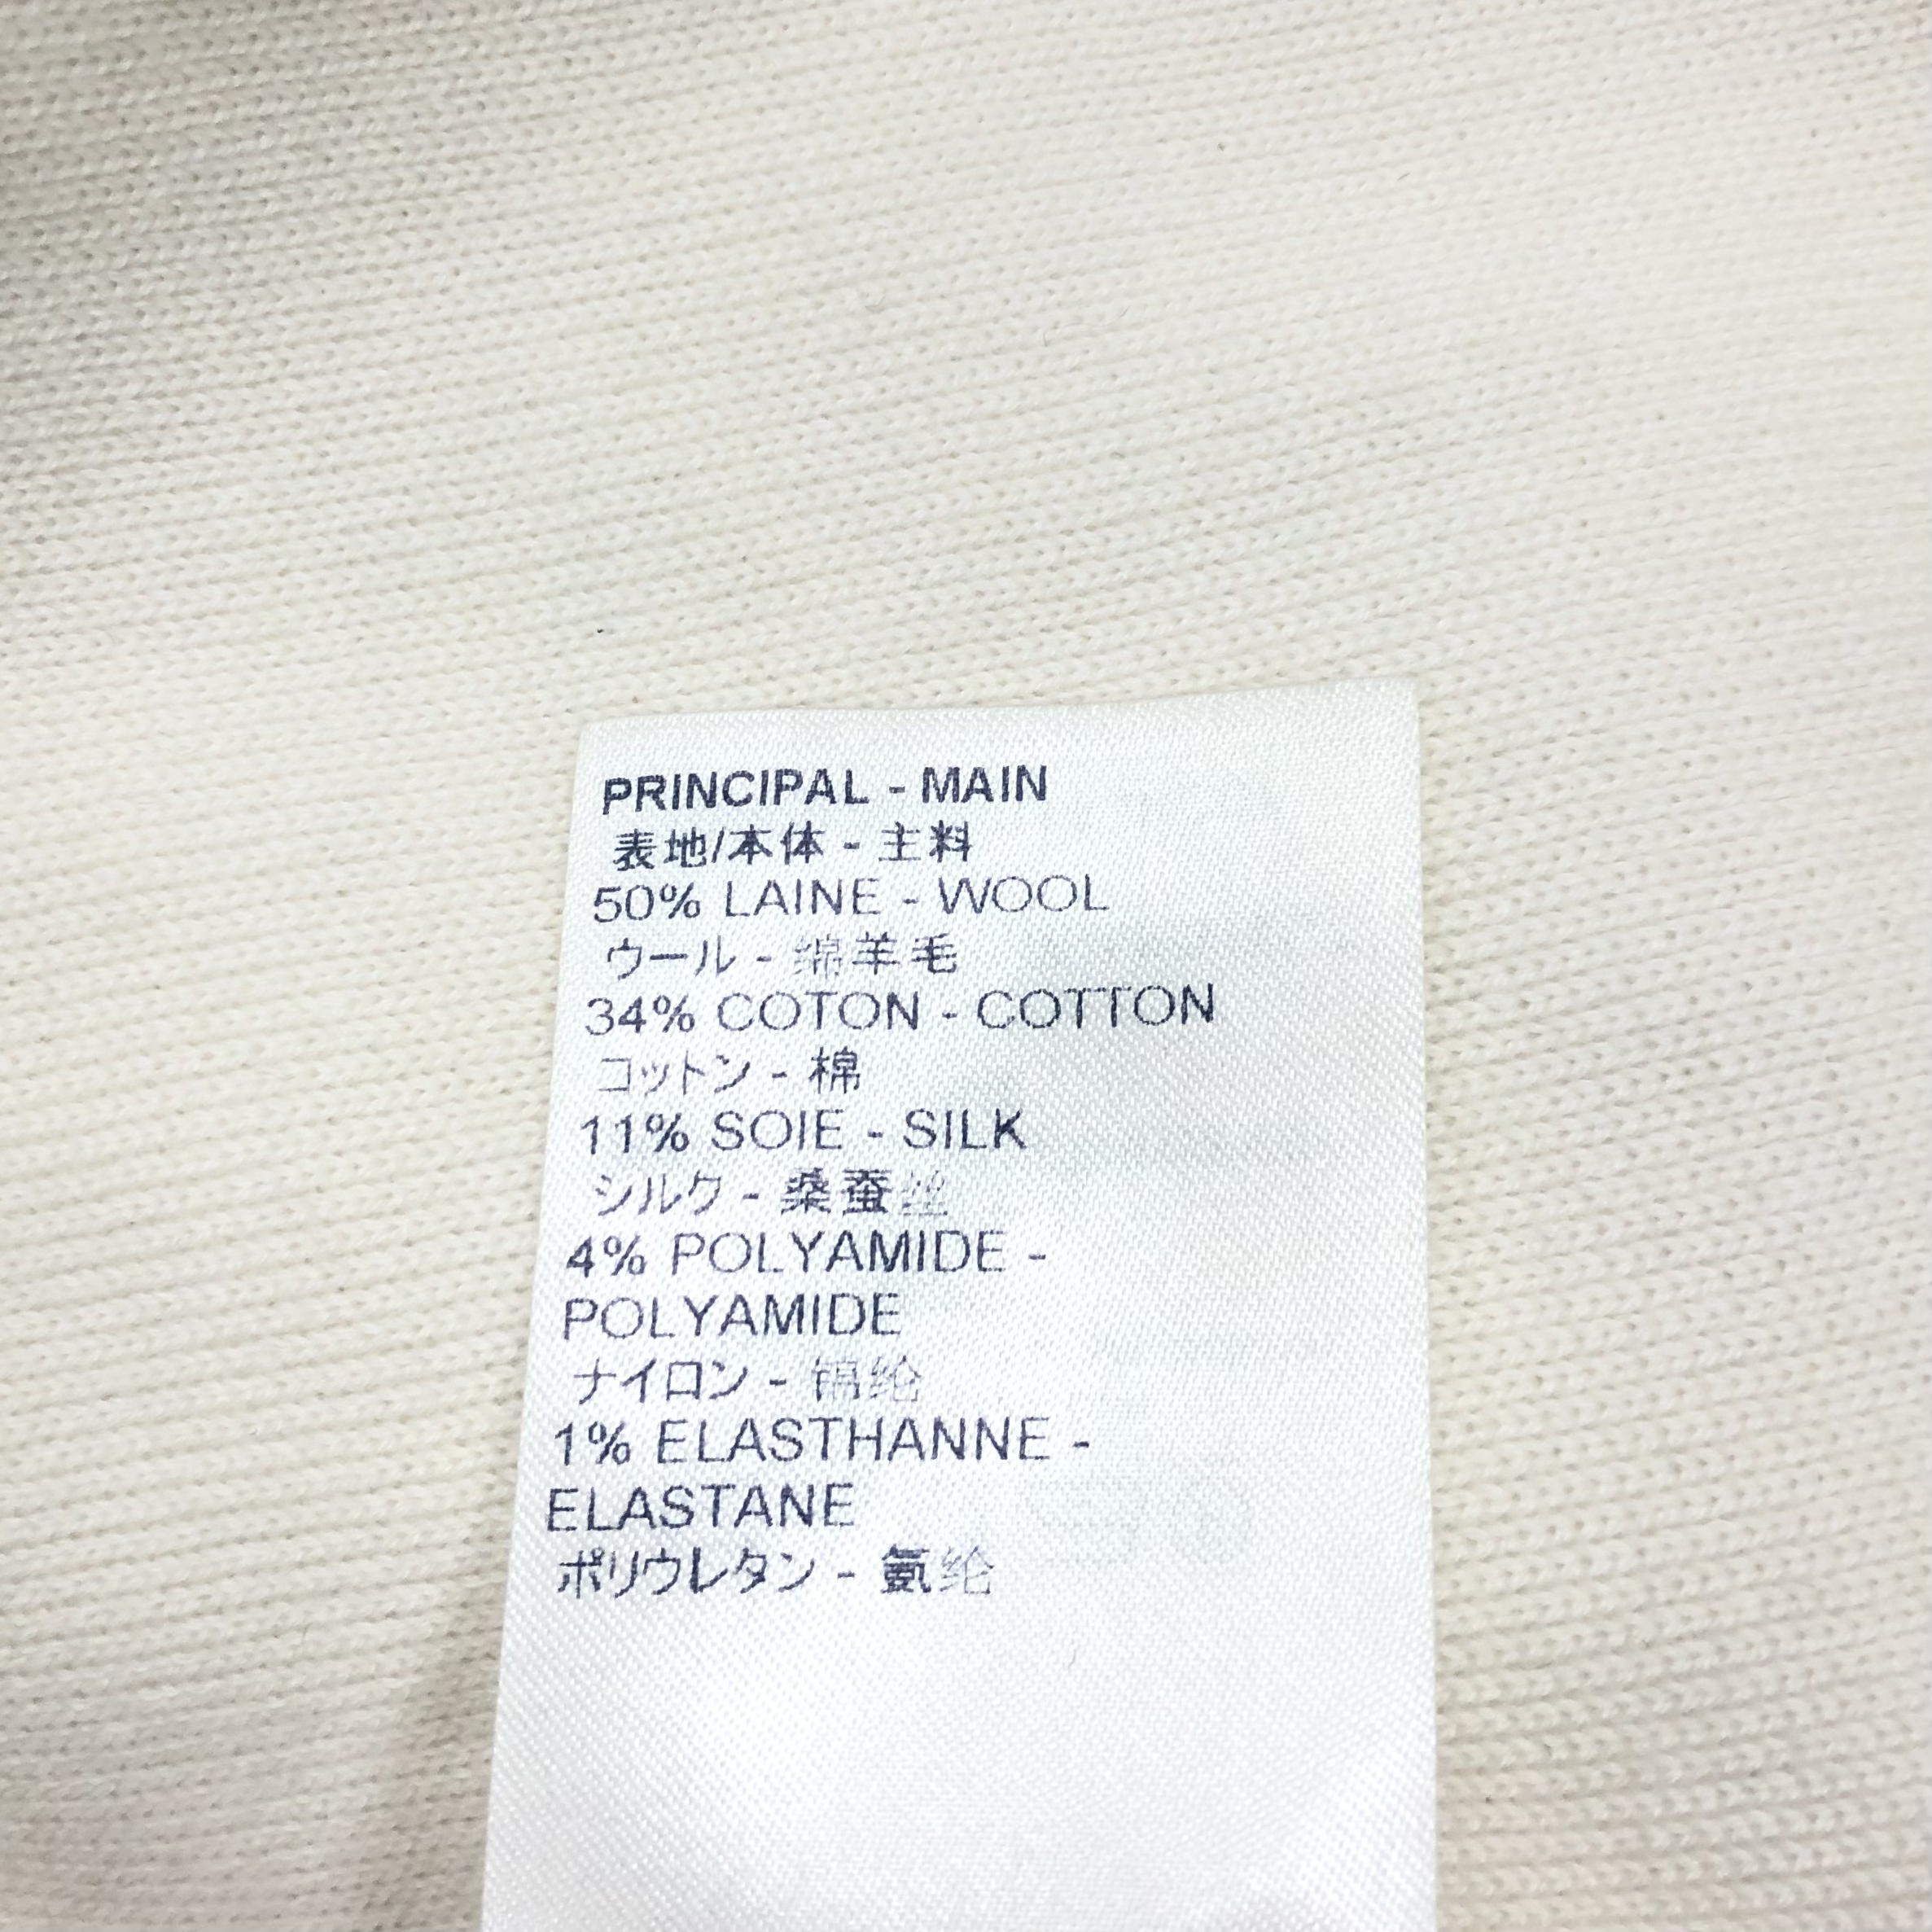 PRINCIPAL - MAIN
表地/本体 - 主料
50% LAINE - WOOL
ウール - 绵羊毛
34% COTON - COTTON
コットン - 棉
11% SOIE - SILK
シルク - 桑蚕丝
4% POLYAMIDE -
POLYAMIDE
ナイロン - 锦纶
1% ELASTHANNE -
ELASTANE
ポリウレタン - 氨纶